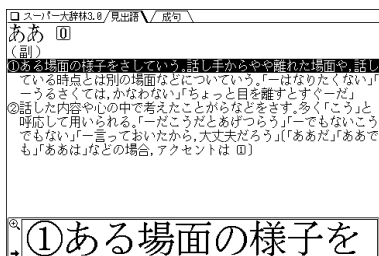 スーパー大辞林3.0/見出語 成句
ああ 0
(副)
①ある場面の様子をさしていう。話し手からやや離れた場面や,話し
ている時点とは別の場面などについていう。「―はなりたくない」「
―うるさくては,かなわない」「ちょっと目を離すとすぐ―だ」
②話した内容や心の中で考えたことがらなどをさす。多く「こう」と
呼応して用いられる。「―だこうだとあげつらう」「―でもないこう
でもない」「―言っておいたから,大丈夫だろう」〔「ああだ」「ああで
も」「ああは」などの場合,アクセントは 0〕
①ある場面の様子を